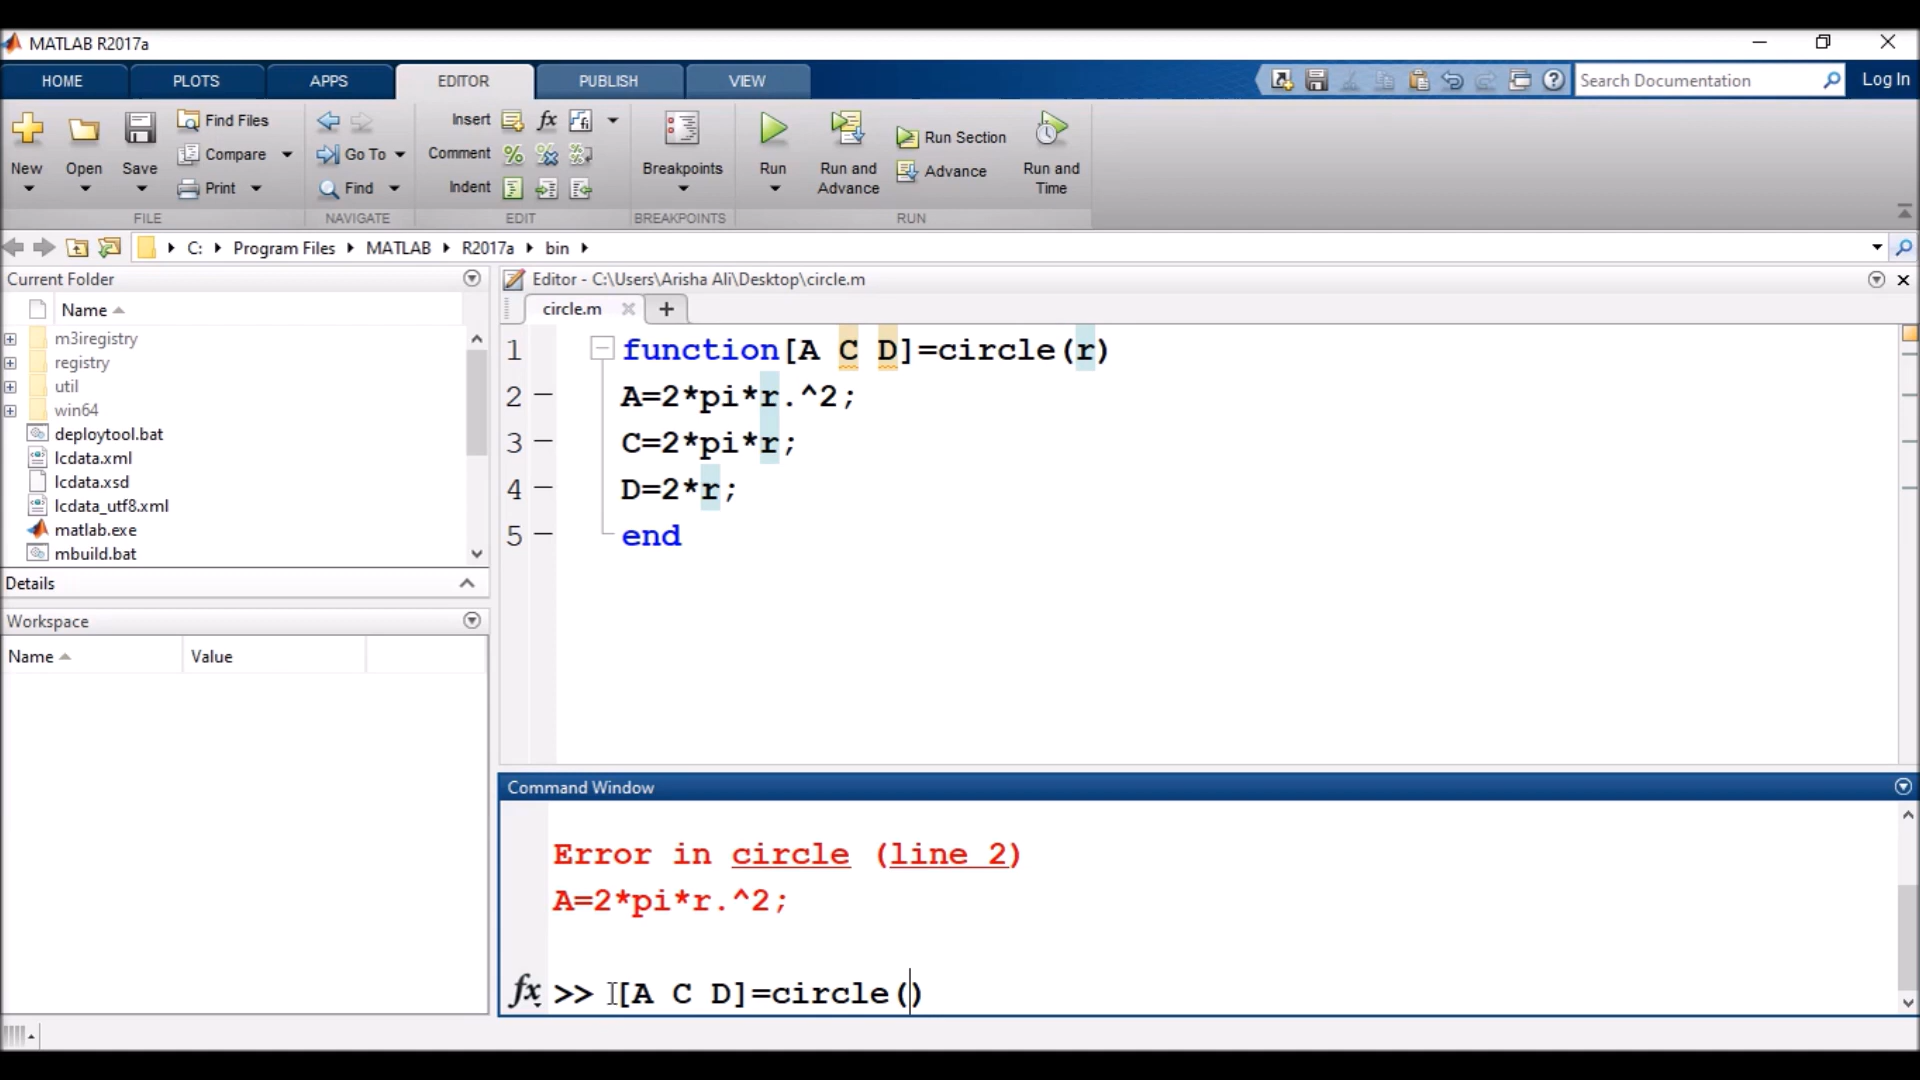 MATLAB R2017a
HOME PLOTS APPS EDITOR PUBLISH VIEW Search Documentation Log In
New Open Save Find Files Compare Print Go To Find Insert fx Comment Indent Breakpoints Run Run and Advance Run Section Advance Run and Time
FILE NAVIGATE EDIT BREAKPOINTS RUN
C: Program Files MATLAB R2017a bin
Current Folder
Name
m3iregistry
registry
util
win64
deploytool.bat
lcdata.xml
lcdata.xsd
lcdata_utf8.xml
matlab.exe
mbuild.bat
Details
Workspace
Name Value
Editor - C:\Users\Arisha Ali\Desktop\circle.m
circle.m +
1 function[A C D]=circle(r)
2 A=2*pi*r.^2;
3 C=2*pi*r;
4 D=2*r;
5 end
Command Window
Error in circle (line 2)
A=2*pi*r.^2;
fx >> [A C D]=circle()